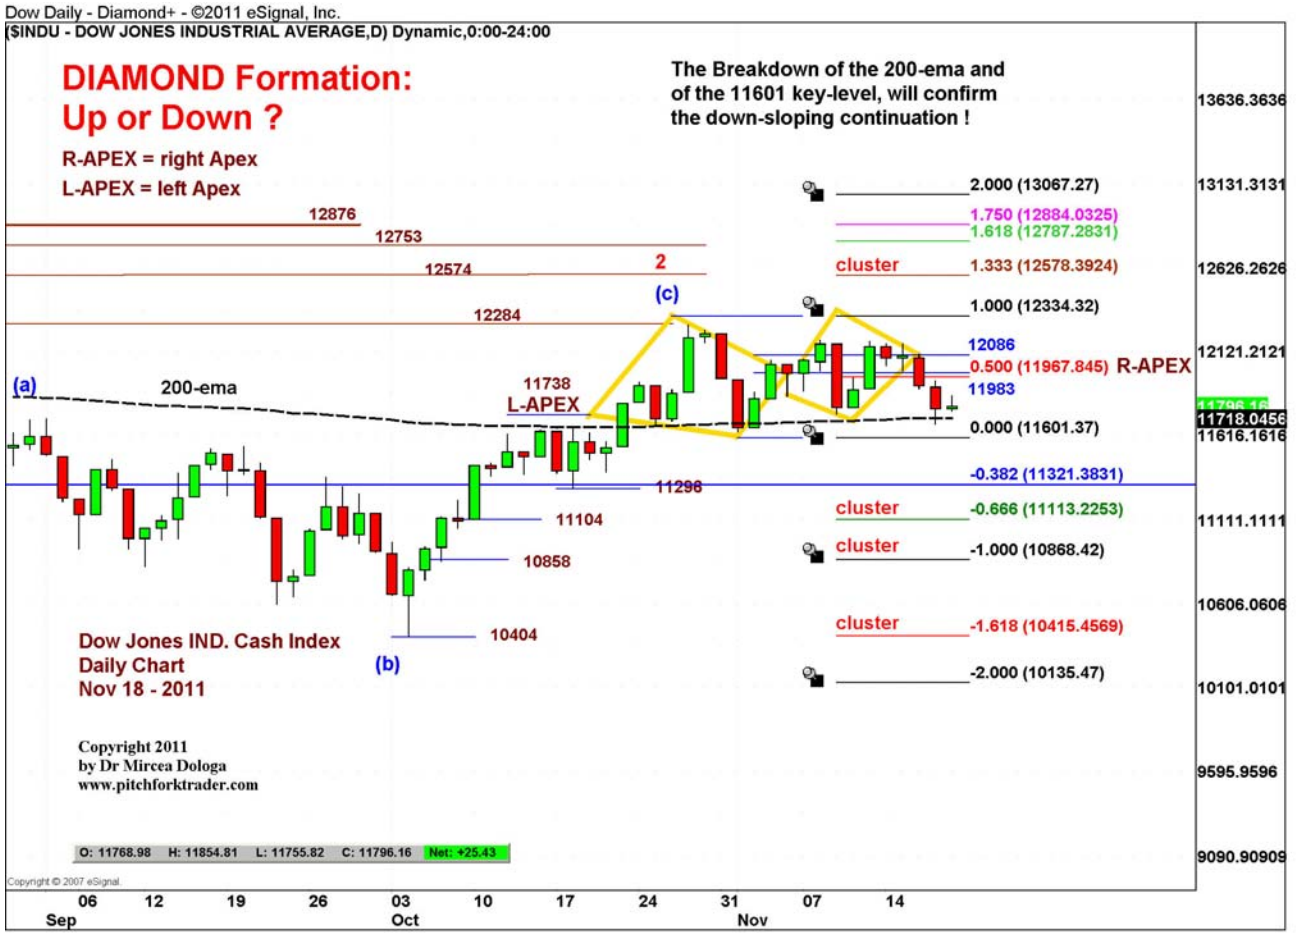 Dow Daily - Diamond+ - ©2011 eSignal, Inc.
($INDU - DOW JONES INDUSTRIAL AVERAGE,D) Dynamic,0:00-24:00
DIAMOND Formation:
Up or Down ?
R-APEX = right Apex
L-APEX = left Apex
The Breakdown of the 200-ema and
of the 11601 key-level, will confirm
the down-sloping continuation !
12876
12753
12574
12284
2
(c)
(a)
200-ema
11738
L-APEX
11298
11104
10858
10404
(b)
2.000 (13067.27)
1.750 (12884.0325)
1.618 (12787.2831)
cluster 1.333 (12578.3924)
1.000 (12334.32)
12086
0.500 (11967.845) R-APEX
11983
0.000 (11601.37)
-0.382 (11321.3831)
cluster -0.666 (11113.2253)
cluster -1.000 (10868.42)
cluster -1.618 (10415.4569)
-2.000 (10135.47)
13636.3636
13131.3131
12626.2626
12121.2121
11796.16
11718.0456
11616.1616
11111.1111
10606.0606
10101.0101
9595.9596
9090.90909
Dow Jones IND. Cash Index
Daily Chart
Nov 18 - 2011
Copyright 2011
by Dr Mircea Dologa
www.pitchforktrader.com
O: 11768.98 H: 11854.81 L: 11755.82 C: 11796.16 Net: +25.43
Copyright © 2007 eSignal.
06 12 19 26 03 10 17 24 31 07 14
Sep Oct Nov